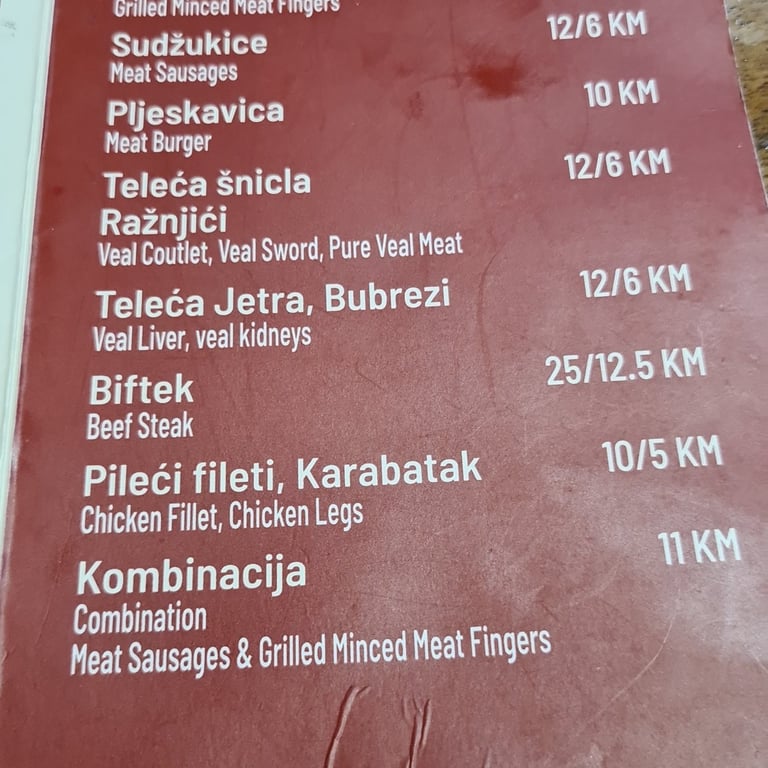 Grilled Minced Meat Fingers
Sudžukice 12/6 KM
Meat Sausages
Pljeskavica 10 KM
Meat Burger
Teleća šnicla 12/6 KM
Ražnjići
Veal Coutlet, Veal Sword, Pure Veal Meat
Teleća Jetra, Bubrezi 12/6 KM
Veal Liver, veal kidneys
Biftek 25/12.5 KM
Beef Steak
Pileći fileti, Karabatak 10/5 KM
Chicken Fillet, Chicken Legs
Kombinacija 11 KM
Combination
Meat Sausages & Grilled Minced Meat Fingers